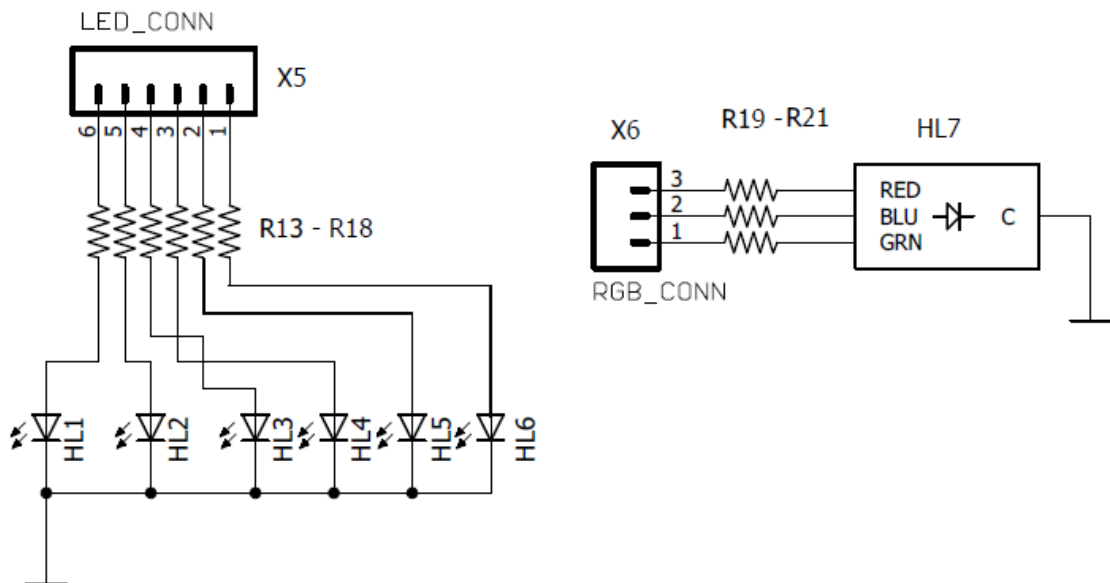 LED_CONN
X5
6 5 4 3 2 1
R13 - R18
HL1 HL2 HL3 HL4 HL5 HL6
X6
R19 -R21
HL7
3
2
1
RED
BLU
GRN
C
RGB_CONN